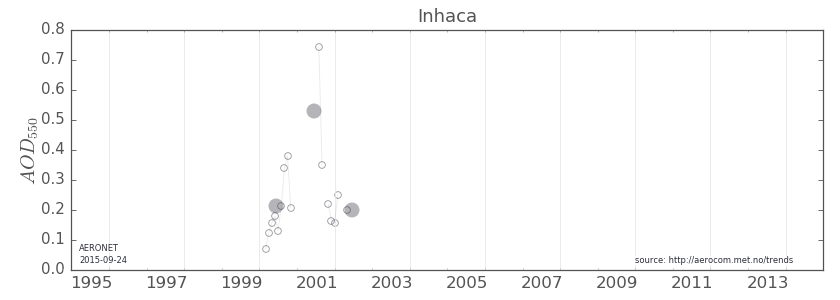 Inhaca
0.8
0.7
0.6
0.5
0.4
0.3
0.2
0.1
0.0
AOD550
AERONET
2015-09-24
source: http://aerocom.met.no/trends
1995 1997 1999 2001 2003 2005 2007 2009 2011 2013